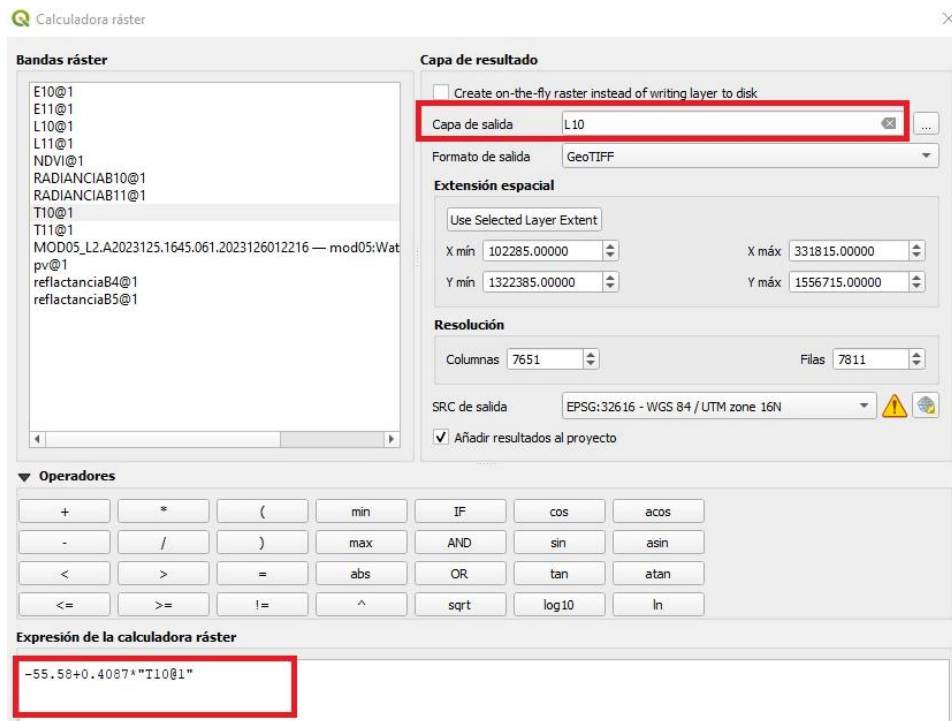 Calculadora ráster
Bandas ráster
E10@1
E11@1
L10@1
L11@1
NDVI@1
RADIANCIAB10@1
RADIANCIAB11@1
T10@1
T11@1
MOD05_L2.A2023125.1645.061.2023126012216 — mod05:Wat
pv@1
reflactanciaB4@1
reflactanciaB5@1
Capa de resultado
Create on-the-fly raster instead of writing layer to disk
Capa de salida L10 ...
Formato de salida GeoTIFF
Extensión espacial
Use Selected Layer Extent
X mín 102285.00000 X máx 331815.00000
Y mín 1322385.00000 Y máx 1556715.00000
Resolución
Columnas 7651 Filas 7811
SRC de salida EPSG:32616 - WGS 84 / UTM zone 16N
Añadir resultados al proyecto
Operadores
+ * ( min IF cos acos
- / ) max AND sin asin
< > = abs OR tan atan
<= >= != ^ sqrt log10 ln
Expresión de la calculadora ráster
-55.58+0.4087*"T10@1"